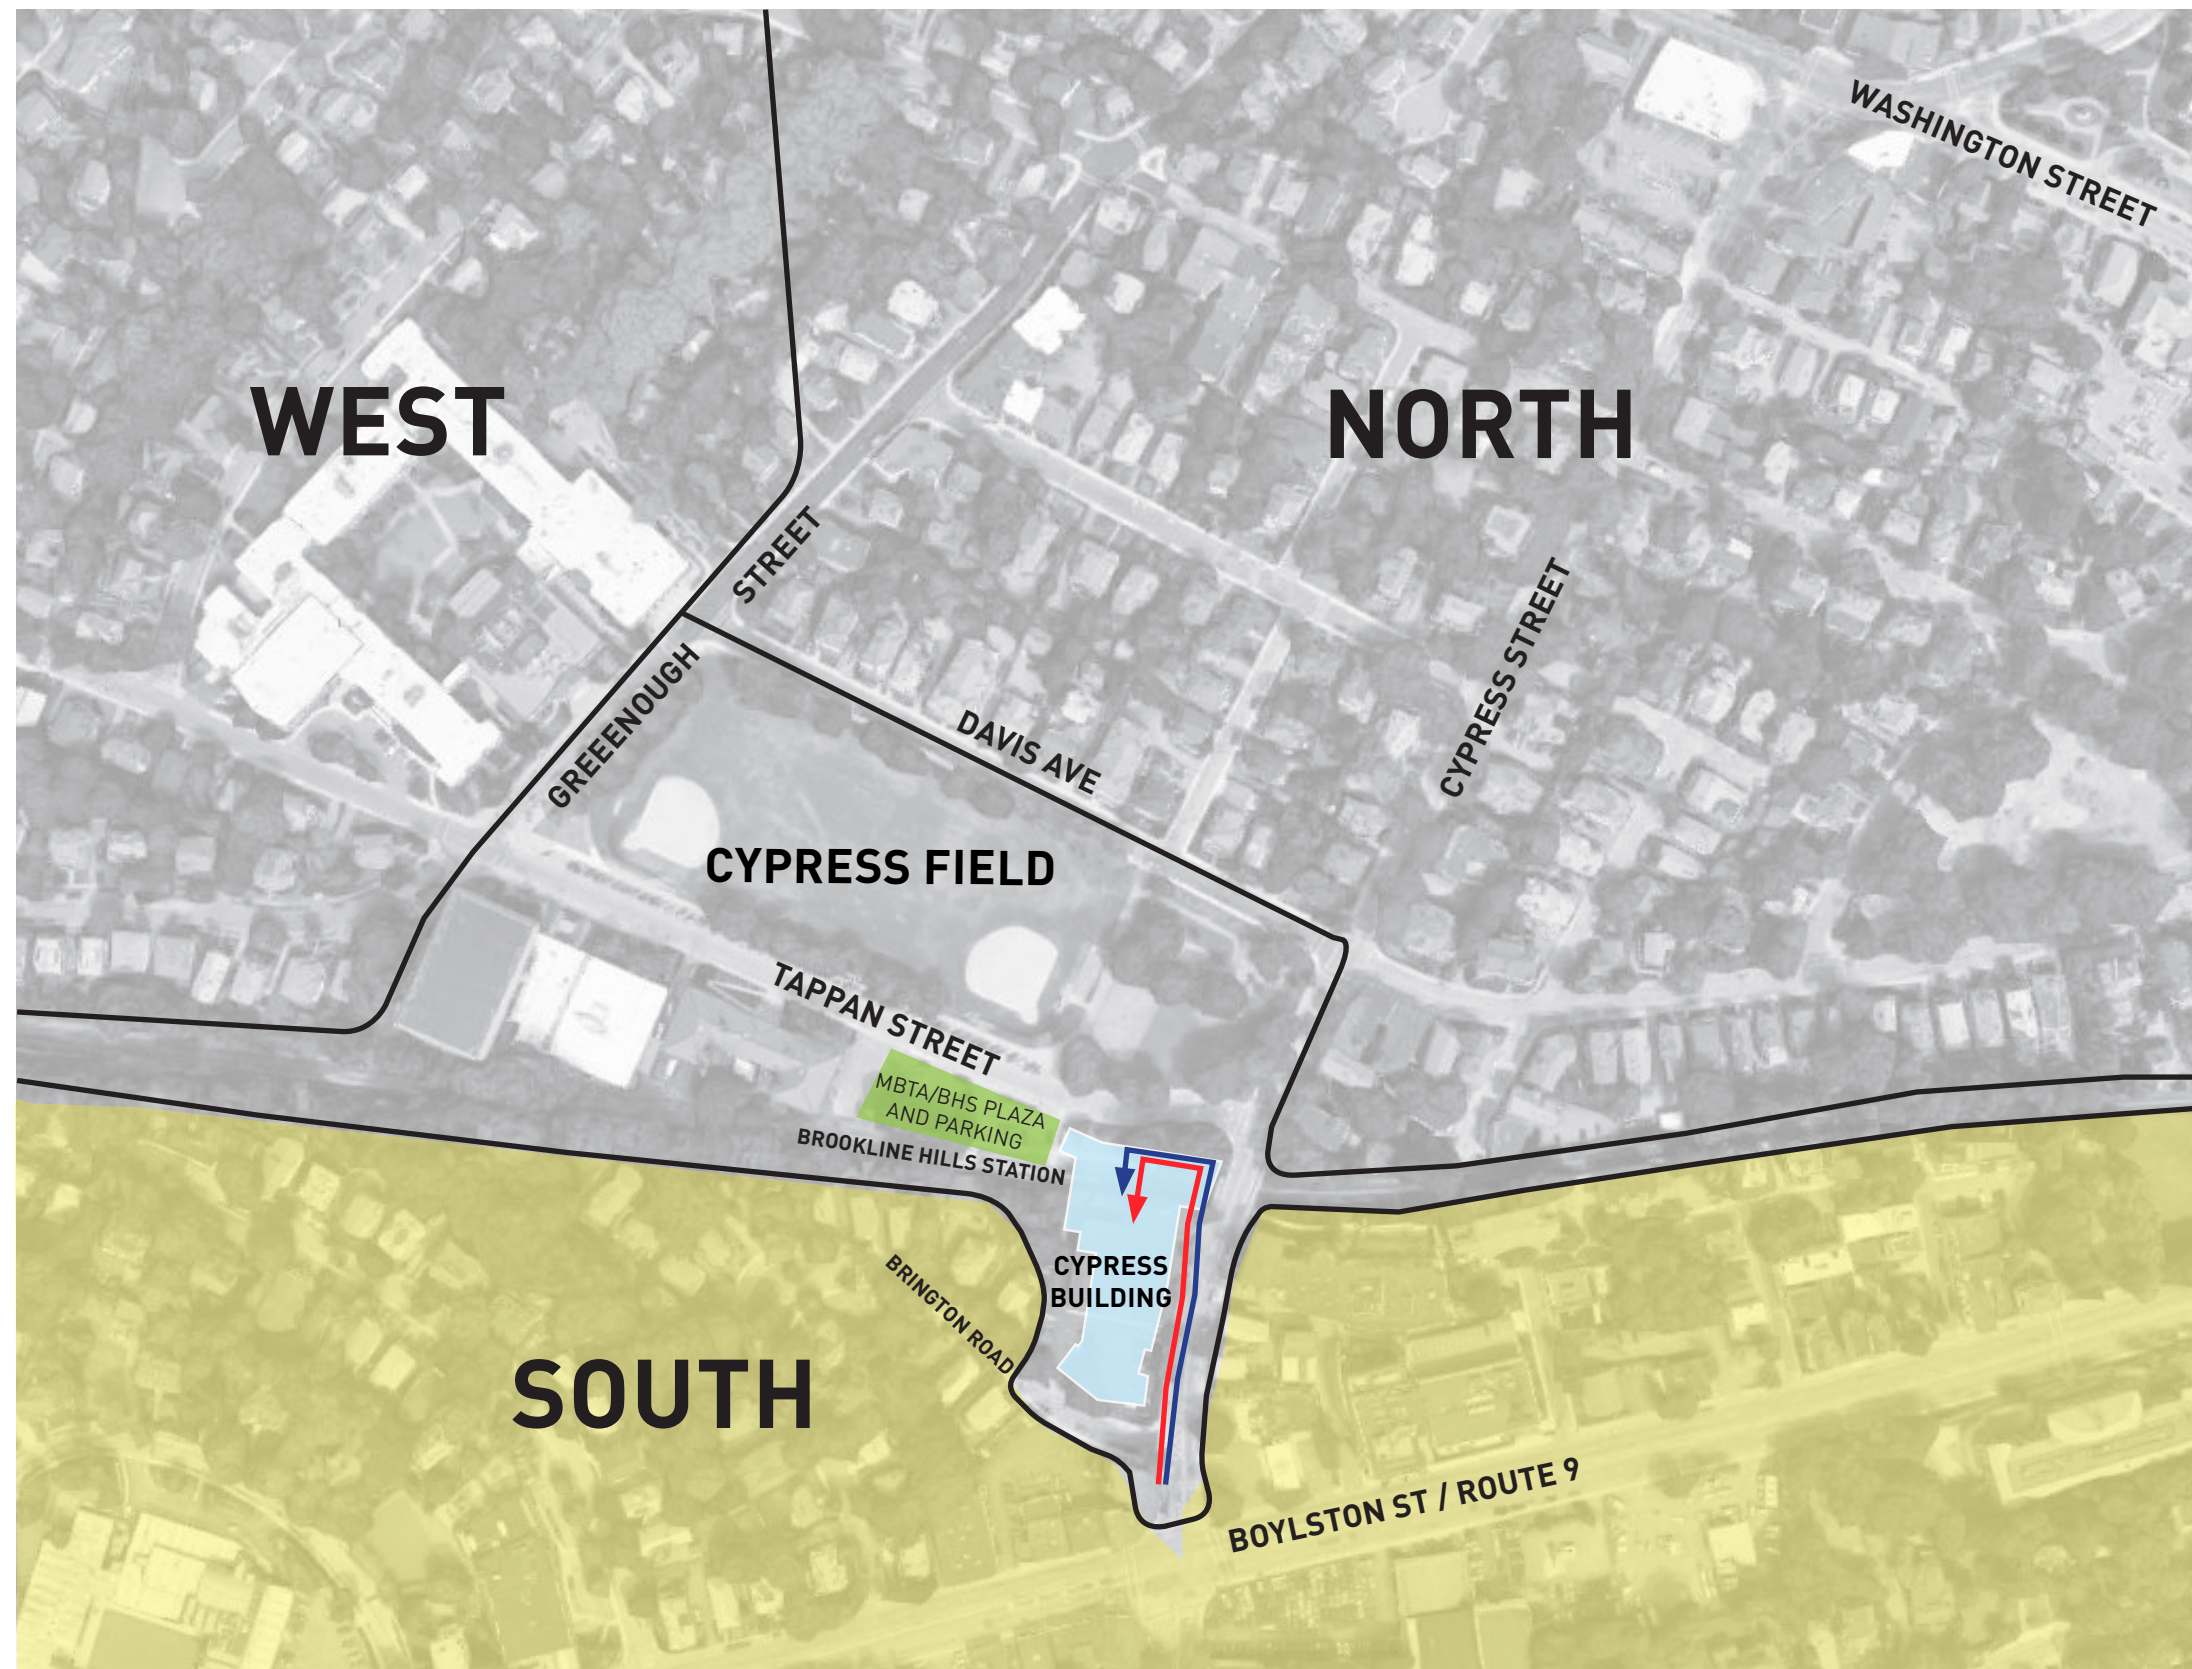 WASHINGTON STREET
WEST
NORTH
STREET
GREEENOUGH
CYPRESS STREET
DAVIS AVE
CYPRESS FIELD
TAPPAN STREET
MBTA/BHS PLAZA
AND PARKING
BROOKLINE HILLS STATION
CYPRESS
BUILDING
BRINGTON ROAD
SOUTH
BOYLSTON ST / ROUTE 9